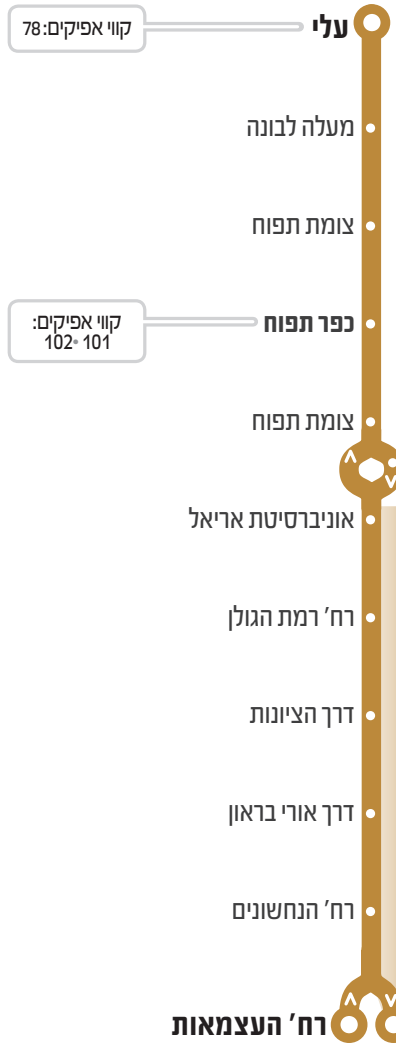 עלי
קווי אפיקים: 78
מעלה לבונה
צומת תפוח
כפר תפוח
קווי אפיקים:
101 • 102
צומת תפוח
אוניברסיטת אריאל
רח' רמת הגולן
דרך הציונות
דרך אורי בראון
רח' הנחשונים
רח' העצמאות